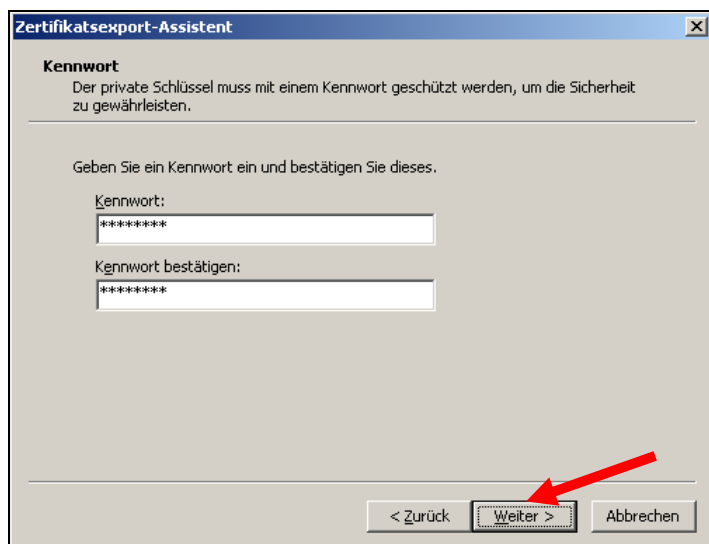 Zertifikatsexport-Assistent
Kennwort
Der private Schlüssel muss mit einem Kennwort geschützt werden, um die Sicherheit
zu gewährleisten.
Geben Sie ein Kennwort ein und bestätigen Sie dieses.
Kennwort:
********
Kennwort bestätigen:
********
< Zurück Weiter > Abbrechen